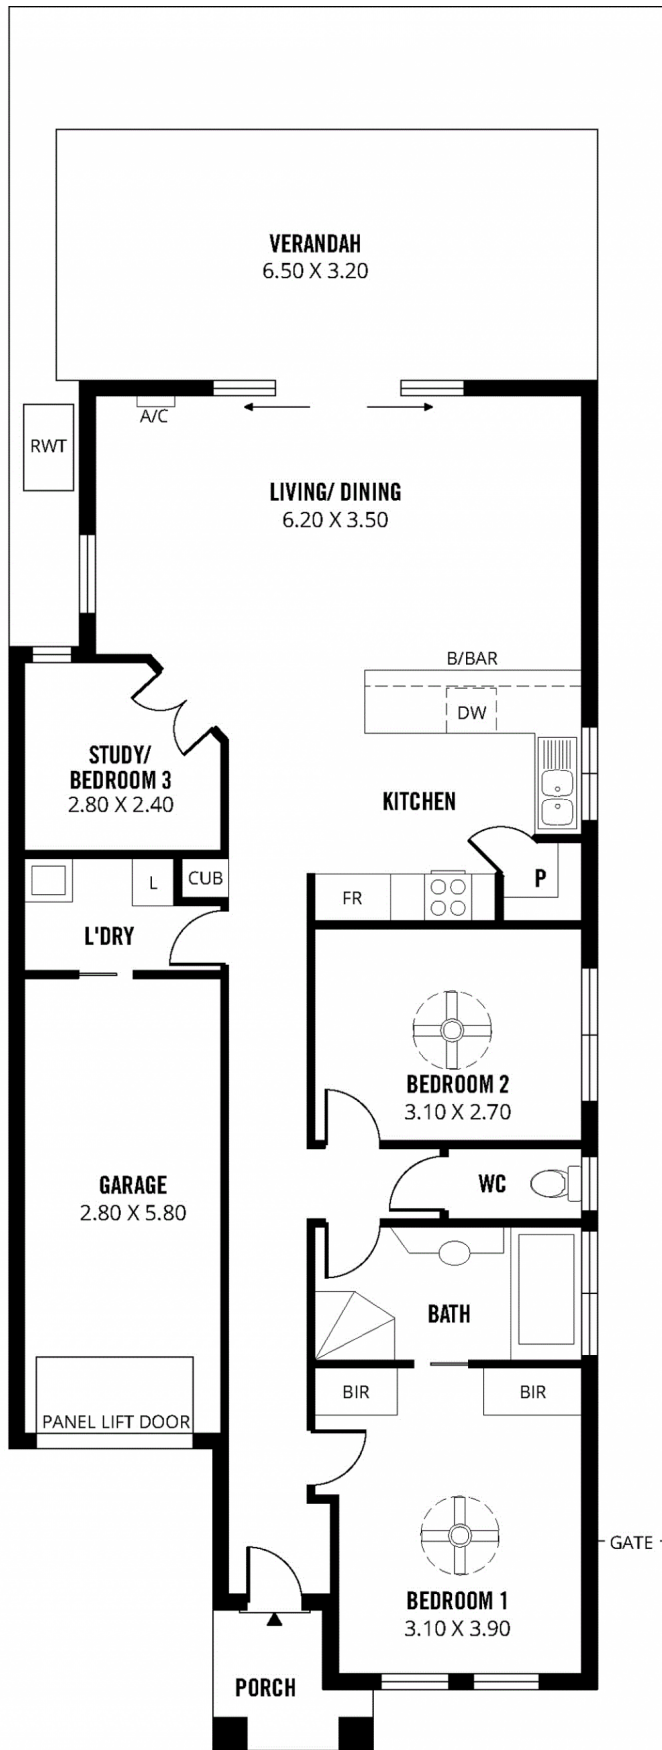 VERANDAH
6.50 X 3.20
A/C
RWT
LIVING/ DINING
6.20 X 3.50
B/BAR
DW
STUDY/
BEDROOM 3
2.80 X 2.40
KITCHEN
P
L
CUB
FR
L'DRY
BEDROOM 2
3.10 X 2.70
GARAGE
2.80 X 5.80
WC
BATH
BIR
BIR
PANEL LIFT DOOR
GATE
BEDROOM 1
3.10 X 3.90
PORCH